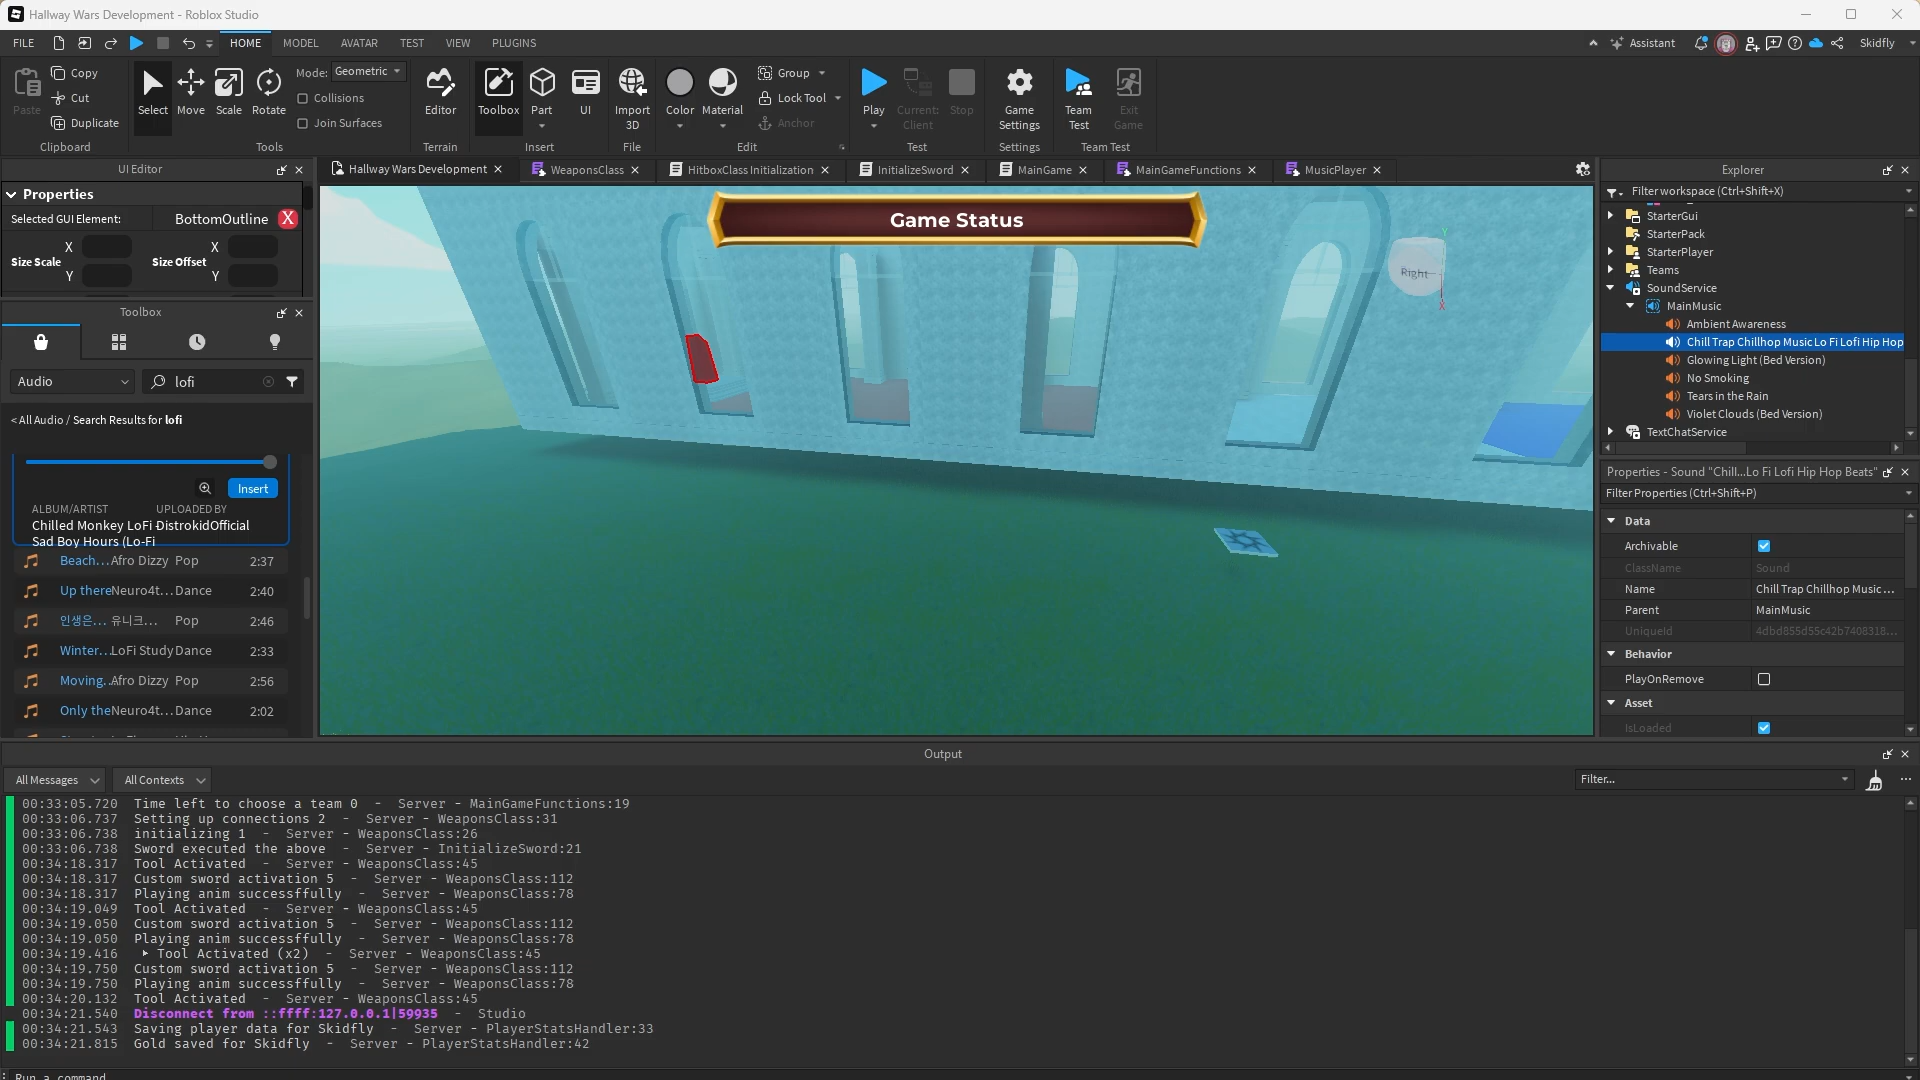 Hallway Wars Development - Roblox Studio
FILE HOME MODEL AVATAR TEST VIEW PLUGINS Assistant Skidfly
Paste Copy Cut Duplicate Clipboard
Select Move Scale Rotate Mode: Geometric Collisions Join Surfaces Tools
Editor Terrain
Toolbox Part UI Insert
Import 3D File
Color Material Group Lock Tool Anchor Edit
Play Current: Client Stop Test
Game Settings Settings
Team Test Exit Game Team Test
UI Editor
Properties
Selected GUI Element: BottomOutline X
Size Scale X Y Size Offset X Y
Toolbox
Audio lofi
< All Audio / Search Results for lofi
Insert
ALBUM/ARTIST UPLOADED BY
Chilled Monkey LoFi - DistrokidOfficial
Sad Boy Hours (Lo-Fi
Beach... Afro Dizzy Pop 2:37
Up there Neuro4t... Dance 2:40
인생은... 유니크... Pop 2:46
Winter... LoFi Study Dance 2:33
Moving... Afro Dizzy Pop 2:56
Only the Neuro4t... Dance 2:02
Hallway Wars Development WeaponsClass HitboxClass Initialization InitializeSword MainGame MainGameFunctions MusicPlayer
Game Status
Right
Y
X
Explorer
Filter workspace (Ctrl+Shift+X)
StarterGui
StarterPack
StarterPlayer
Teams
SoundService
MainMusic
Ambient Awareness
Chill Trap Chillhop Music Lo Fi Lofi Hip Hop
Glowing Light (Bed Version)
No Smoking
Tears in the Rain
Violet Clouds (Bed Version)
TextChatService
Properties - Sound "Chill...Lo Fi Lofi Hip Hop Beats"
Filter Properties (Ctrl+Shift+P)
Data
Archivable
ClassName Sound
Name Chill Trap Chillhop Music ...
Parent MainMusic
UniqueId 4dbd855d55c42b7408318...
Behavior
PlayOnRemove
Asset
IsLoaded
Output
All Messages All Contexts Filter...
00:33:05.720 Time left to choose a team 0 - Server - MainGameFunctions:19
00:33:06.737 Setting up connections 2 - Server - WeaponsClass:31
00:33:06.738 initializing 1 - Server - WeaponsClass:26
00:33:06.738 Sword executed the above - Server - InitializeSword:21
00:34:18.317 Tool Activated - Server - WeaponsClass:45
00:34:18.317 Custom sword activation 5 - Server - WeaponsClass:112
00:34:18.317 Playing anim successffully - Server - WeaponsClass:78
00:34:19.049 Tool Activated - Server - WeaponsClass:45
00:34:19.050 Custom sword activation 5 - Server - WeaponsClass:112
00:34:19.050 Playing anim successffully - Server - WeaponsClass:78
00:34:19.416 Tool Activated (x2) - Server - WeaponsClass:45
00:34:19.750 Custom sword activation 5 - Server - WeaponsClass:112
00:34:19.750 Playing anim successffully - Server - WeaponsClass:78
00:34:20.132 Tool Activated - Server - WeaponsClass:45
00:34:21.540 Disconnect from ::ffff:127.0.0.1|59935 - Studio
00:34:21.543 Saving player data for Skidfly - Server - PlayerStatsHandler:33
00:34:21.815 Gold saved for Skidfly - Server - PlayerStatsHandler:42
Run a command